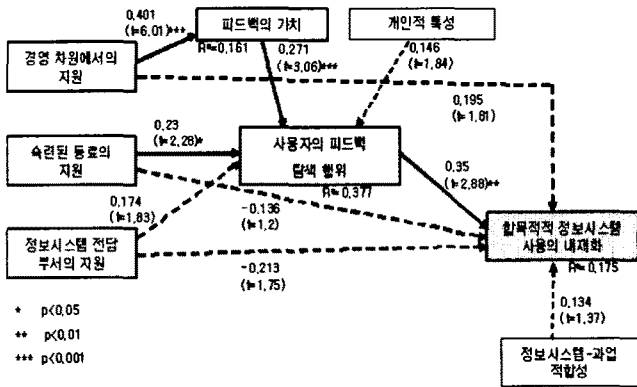 0,401
(t=6,01)***
피드백의 가치
R²=0,161
개인적 특성
0,271
(t=3,06)***
0,146
(t=1,84)
경영 차원에서의
지원
0,195
(t=1,81)
숙련된 동료의
지원
0,23
(t=2,28)*
사용자의 피드백
탐색 행위
R²=0,377
0,35
(t=2,88)**
0,174
(t=1,83)
-0,136
(t=1,2)
합목적적 정보시스템
사용의 내재화
R²=0,175
정보시스템 전담
부서의 지원
-0,213
(t=1,75)
* p<0,05
** p<0,01
*** p<0,001
0,134
(t=1,37)
정보시스템-과업
적합성